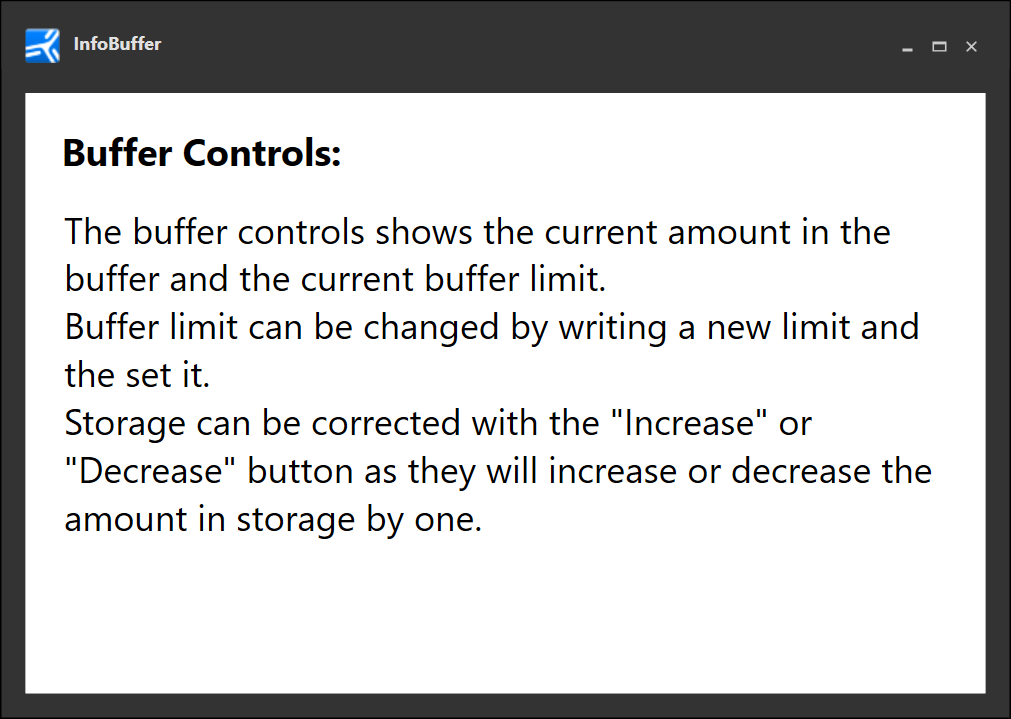 InfoBuffer
Buffer Controls:
The buffer controls shows the current amount in the
buffer and the current buffer limit.
Buffer limit can be changed by writing a new limit and
the set it.
Storage can be corrected with the "Increase" or
"Decrease" button as they will increase or decrease the
amount in storage by one.